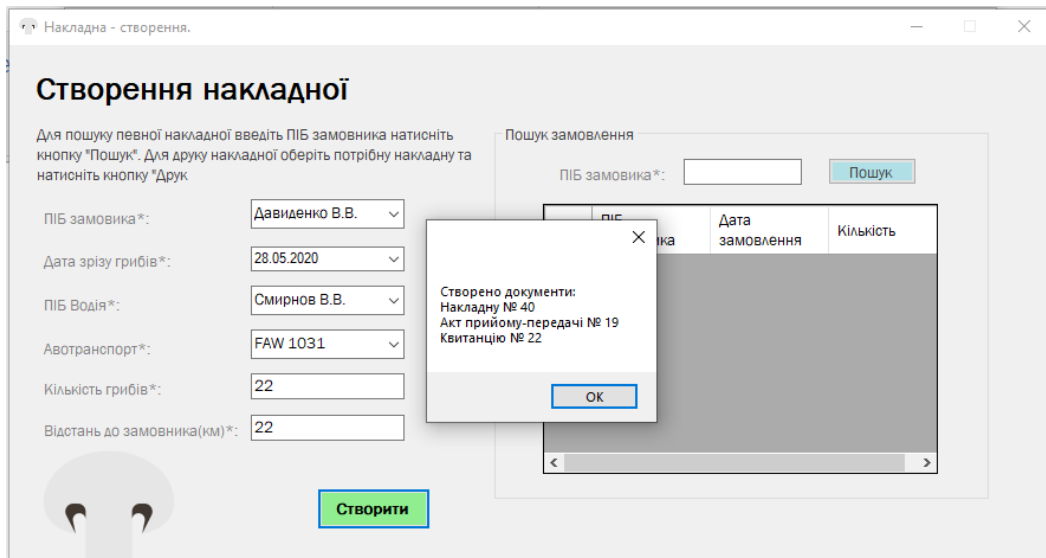 Накладна - створення.
Створення накладної
Для пошуку певної накладної введіть ПІБ замовника натисніть
кнопку "Пошук". Для друку накладної оберіть потрібну накладну та
натисніть кнопку "Друк
ПІБ замовика*:
Давиденко В.В.
Дата зрізу грибів*:
28.05.2020
ПІБ Водія*:
Смирнов В.В.
Авотранспорт*:
FAW 1031
Кількість грибів*:
22
Відстань до замовника(км)*:
22
Створити
Пошук замовлення
ПІБ замовика*:
Пошук
Дата
замовлення
Кількість
Створено документи:
Накладну № 40
Акт прийому-передачі № 19
Квитанцію № 22
OK